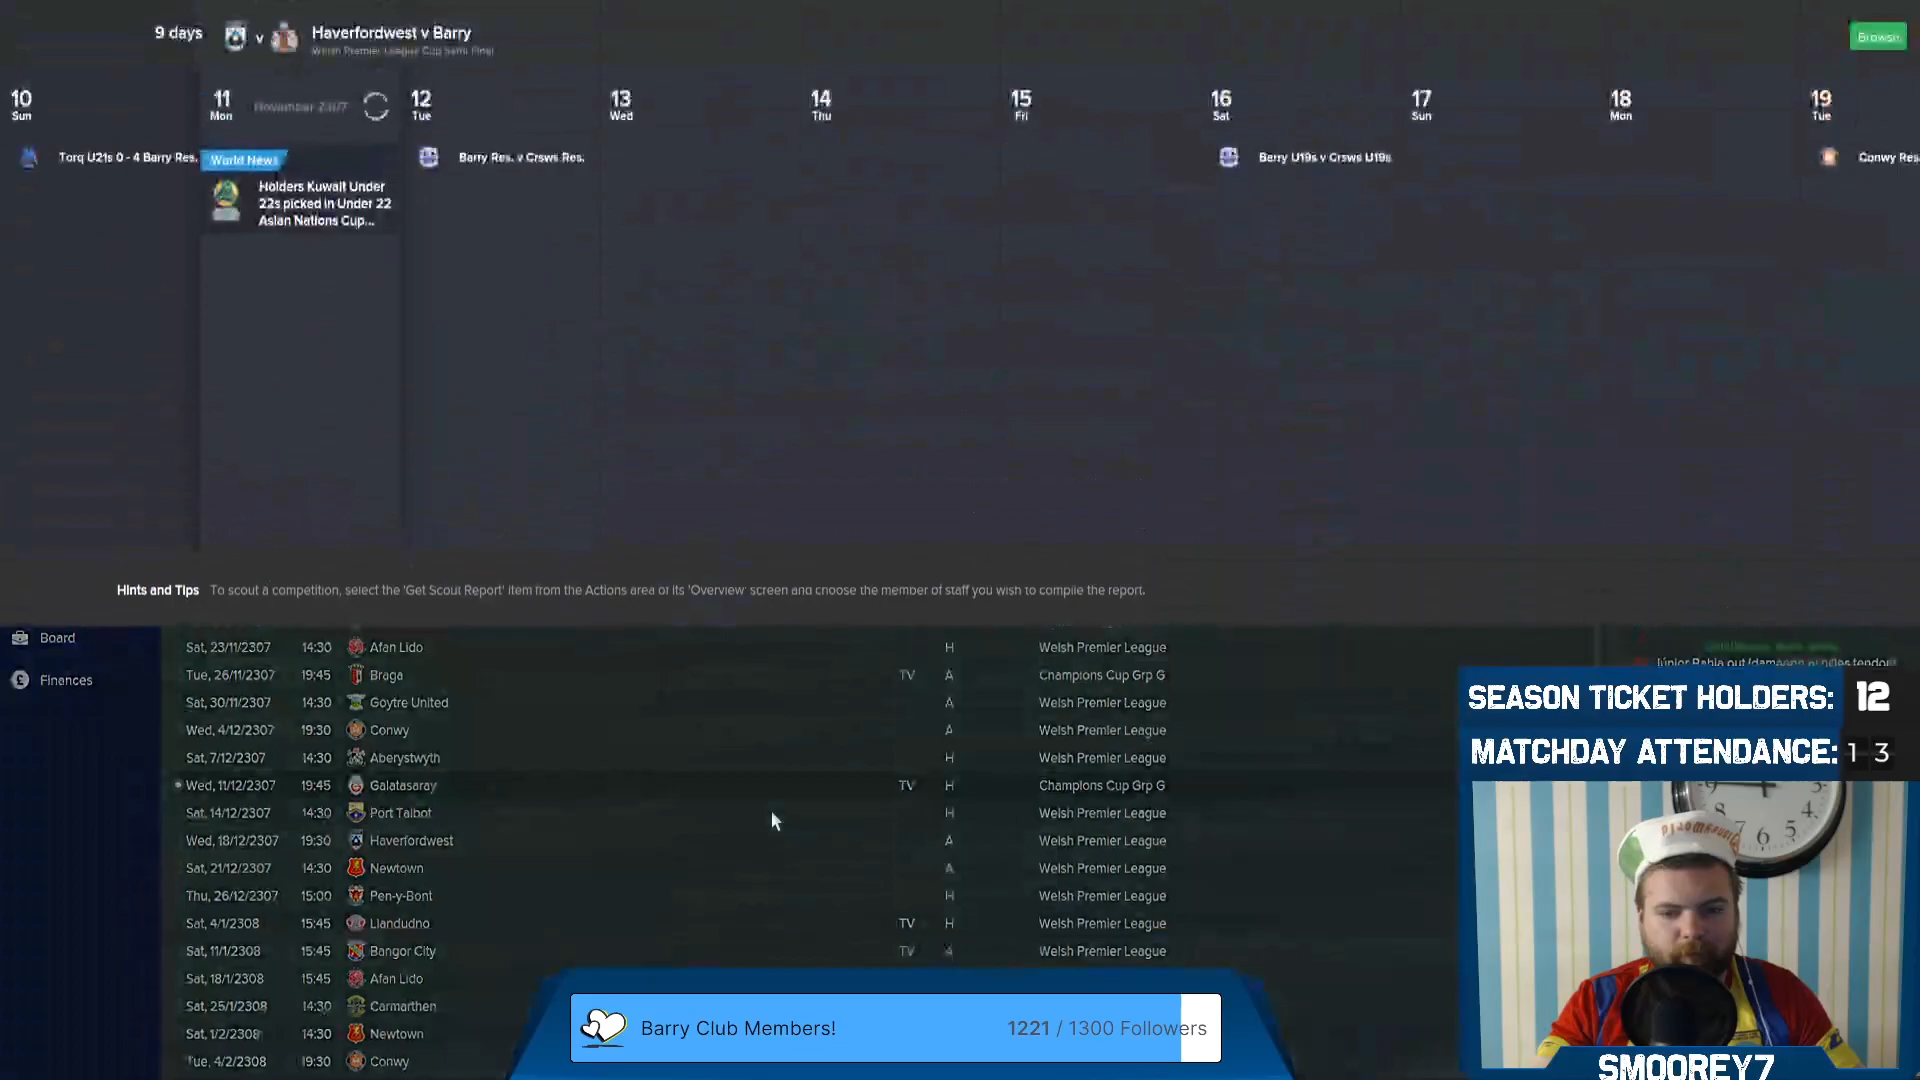 9 days
v
Haverfordwest v Barry
Welsh Premier League Cup Semi Final
Browse
10 Sun
11 Mon
November 2307
12 Tue
13 Wed
14 Thu
15 Fri
16 Sat
17 Sun
18 Mon
19 Tue
Torq U21s 0 - 4 Barry Res.
World News
Barry Res. v Crsws Res.
Barry U19s v Crsws U19s
Conwy Res
Holders Kuwait Under
22s picked in Under 22
Asian Nations Cup...
Hints and Tips To scout a competition, select the 'Get Scout Report' item from the Actions area of its 'Overview' screen and choose the member of staff you wish to compile the report.
Board
Finances
Sat, 23/11/2307 14:30 Afan Lido H Welsh Premier League
Tue, 26/11/2307 19:45 Braga TV A Champions Cup Grp G
Sat, 30/11/2307 14:30 Goytre United A Welsh Premier League
Wed, 4/12/2307 19:30 Conwy A Welsh Premier League
Sat, 7/12/2307 14:30 Aberystwyth H Welsh Premier League
Wed, 11/12/2307 19:45 Galatasaray TV H Champions Cup Grp G
Sat, 14/12/2307 14:30 Port Talbot H Welsh Premier League
Wed, 18/12/2307 19:30 Haverfordwest A Welsh Premier League
Sat, 21/12/2307 14:30 Newtown A Welsh Premier League
Thu, 26/12/2307 15:00 Pen-y-Bont H Welsh Premier League
Sat, 4/1/2308 15:45 Llandudno TV H Welsh Premier League
Sat, 11/1/2308 15:45 Bangor City TV A Welsh Premier League
Sat, 18/1/2308 15:45 Afan Lido
Sat, 25/1/2308 14:30 Carmarthen
Sat, 1/2/2308 14:30 Newtown
Tue, 4/2/2308 19:30 Conwy
Júnior Bahia out
SEASON TICKET HOLDERS: 12
MATCHDAY ATTENDANCE: 1 3
Barry Club Members! 1221 / 1300 Followers
SMOOREY7